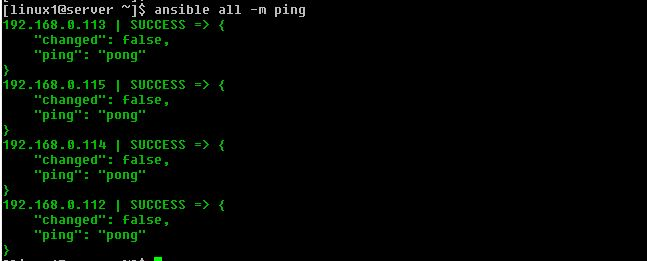 [linux1@server ~]$ ansible all -m ping
192.168.0.113 | SUCCESS => {
    "changed": false,
    "ping": "pong"
}
192.168.0.115 | SUCCESS => {
    "changed": false,
    "ping": "pong"
}
192.168.0.114 | SUCCESS => {
    "changed": false,
    "ping": "pong"
}
192.168.0.112 | SUCCESS => {
    "changed": false,
    "ping": "pong"
}